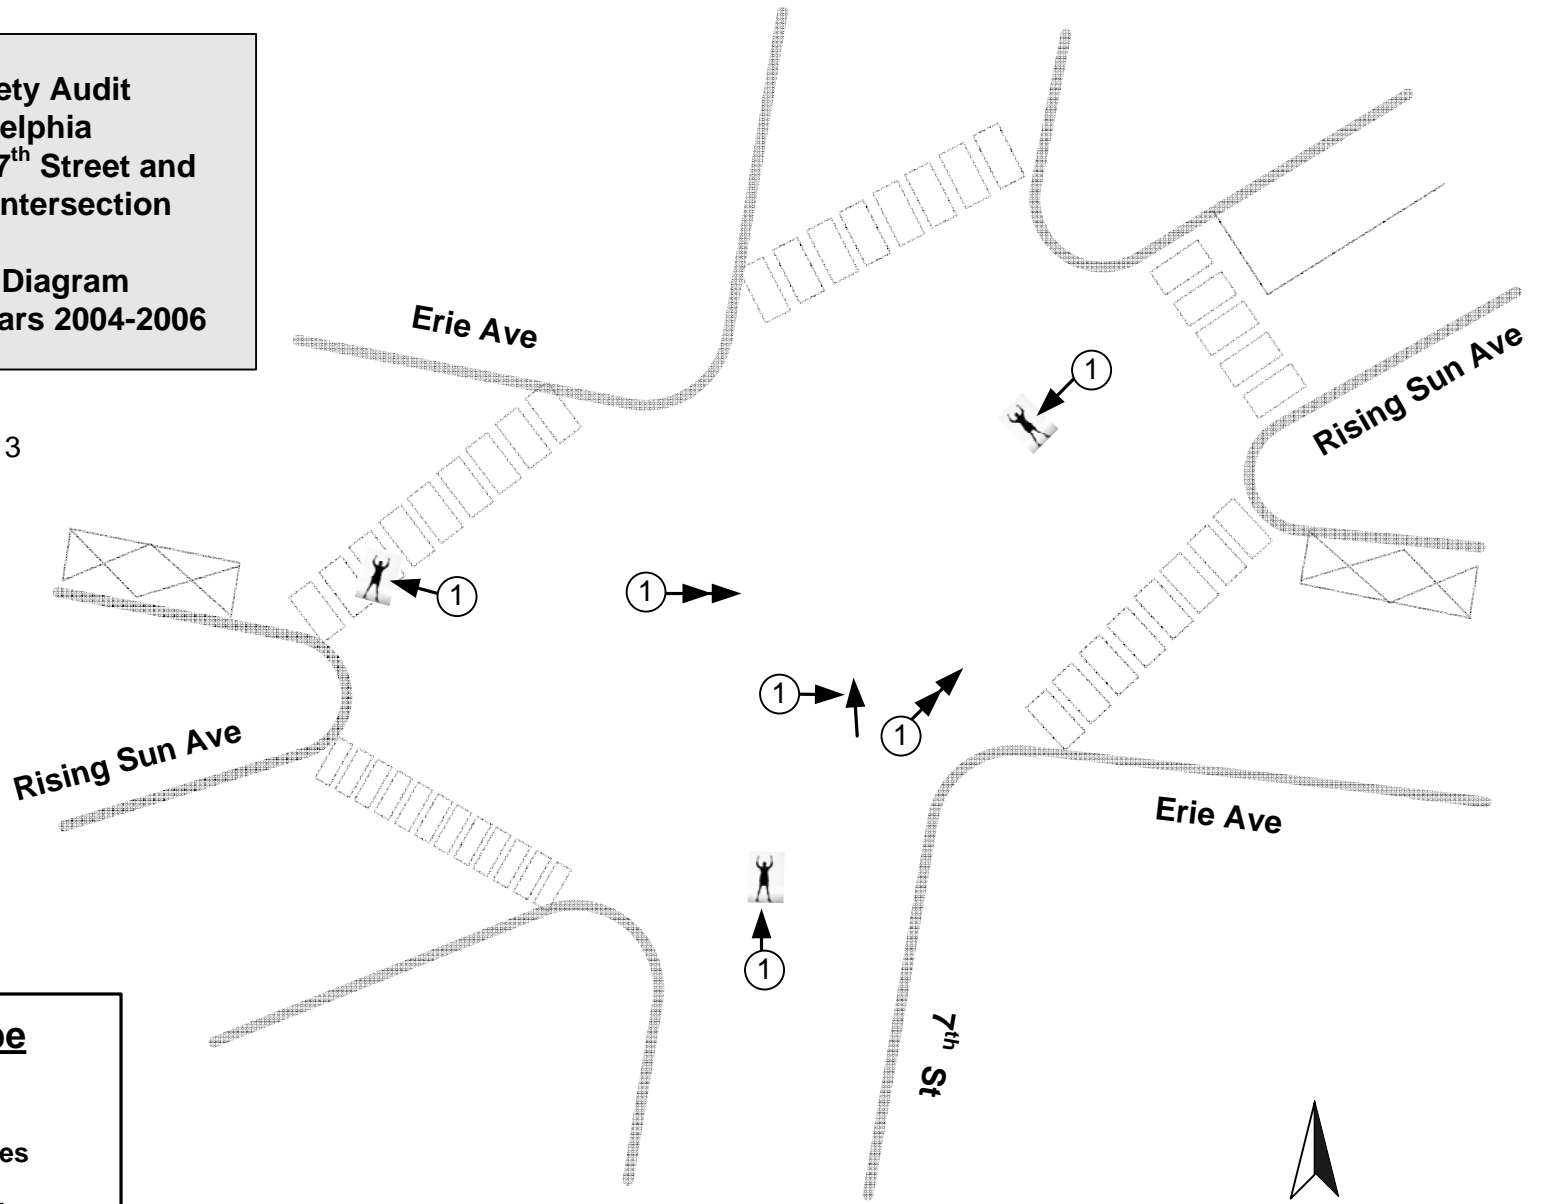 ety Audit
elphia
7th Street and
ntersection
Diagram
ars 2004-2006
Erie Ave
3
1
Rising Sun Ave
1
1
1
1
Rising Sun Ave
Erie Ave
1
7th St
pe
es